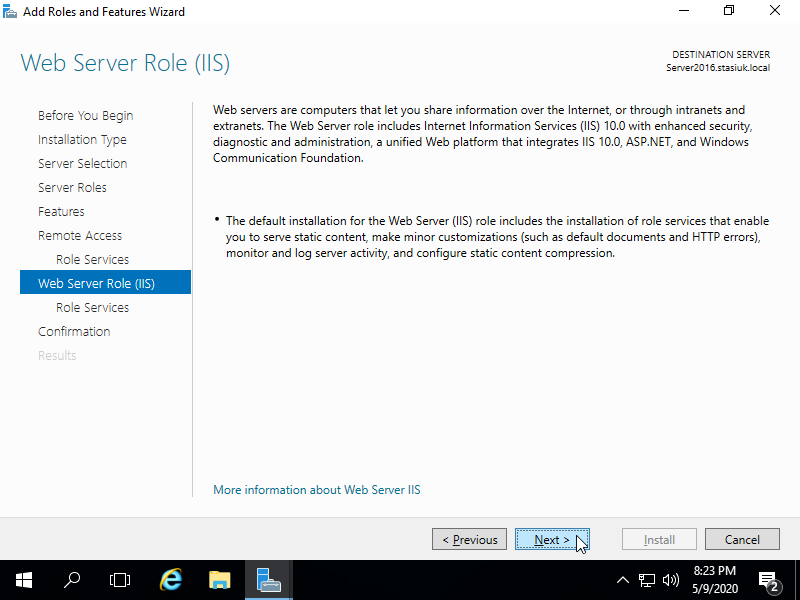 Add Roles and Features Wizard
Web Server Role (IIS)
DESTINATION SERVER
Server2016.stasiuk.local
Before You Begin
Installation Type
Server Selection
Server Roles
Features
Remote Access
Role Services
Web Server Role (IIS)
Role Services
Confirmation
Results
Web servers are computers that let you share information over the Internet, or through intranets and
extranets. The Web Server role includes Internet Information Services (IIS) 10.0 with enhanced security,
diagnostic and administration, a unified Web platform that integrates IIS 10.0, ASP.NET, and Windows
Communication Foundation.
• The default installation for the Web Server (IIS) role includes the installation of role services that enable
you to serve static content, make minor customizations (such as default documents and HTTP errors),
monitor and log server activity, and configure static content compression.
More information about Web Server IIS
< Previous
Next >
Install
Cancel
8:23 PM
5/9/2020
2